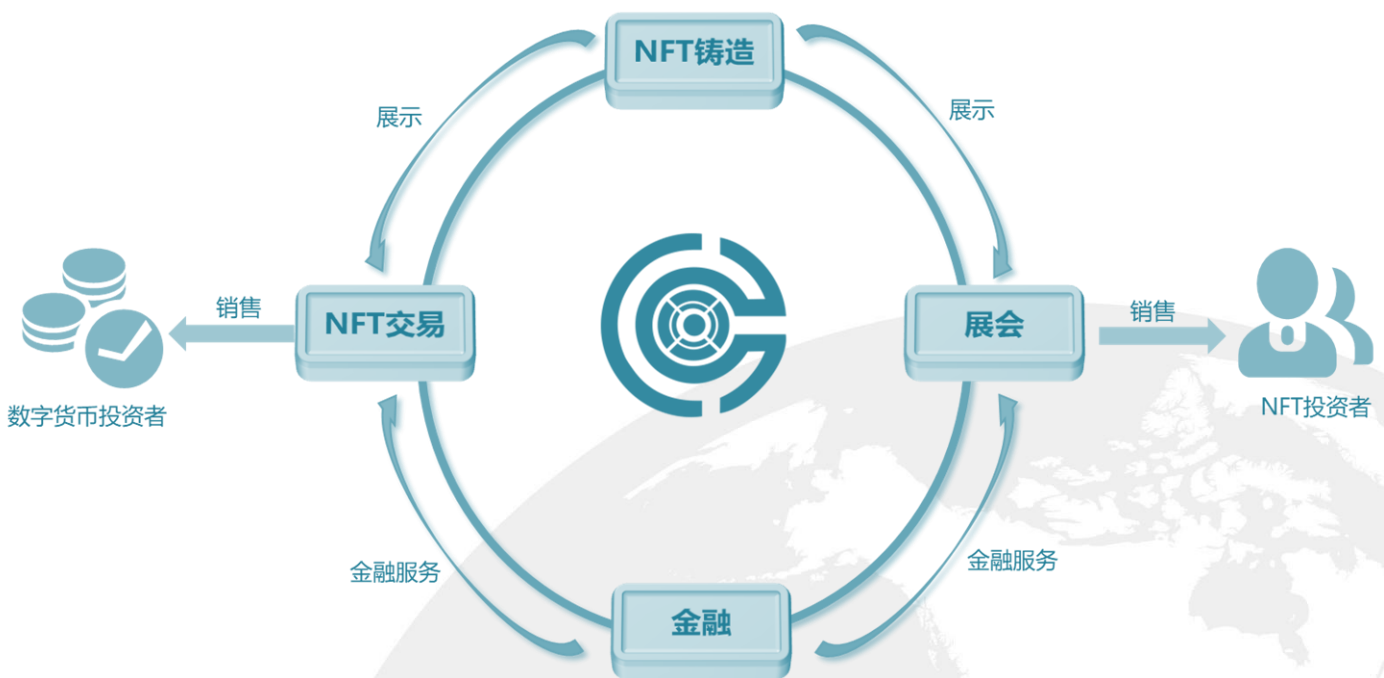 NFT铸造
展示
展示
销售
NFT交易
展会
销售
数字货币投资者
NFT投资者
金融服务
金融服务
金融